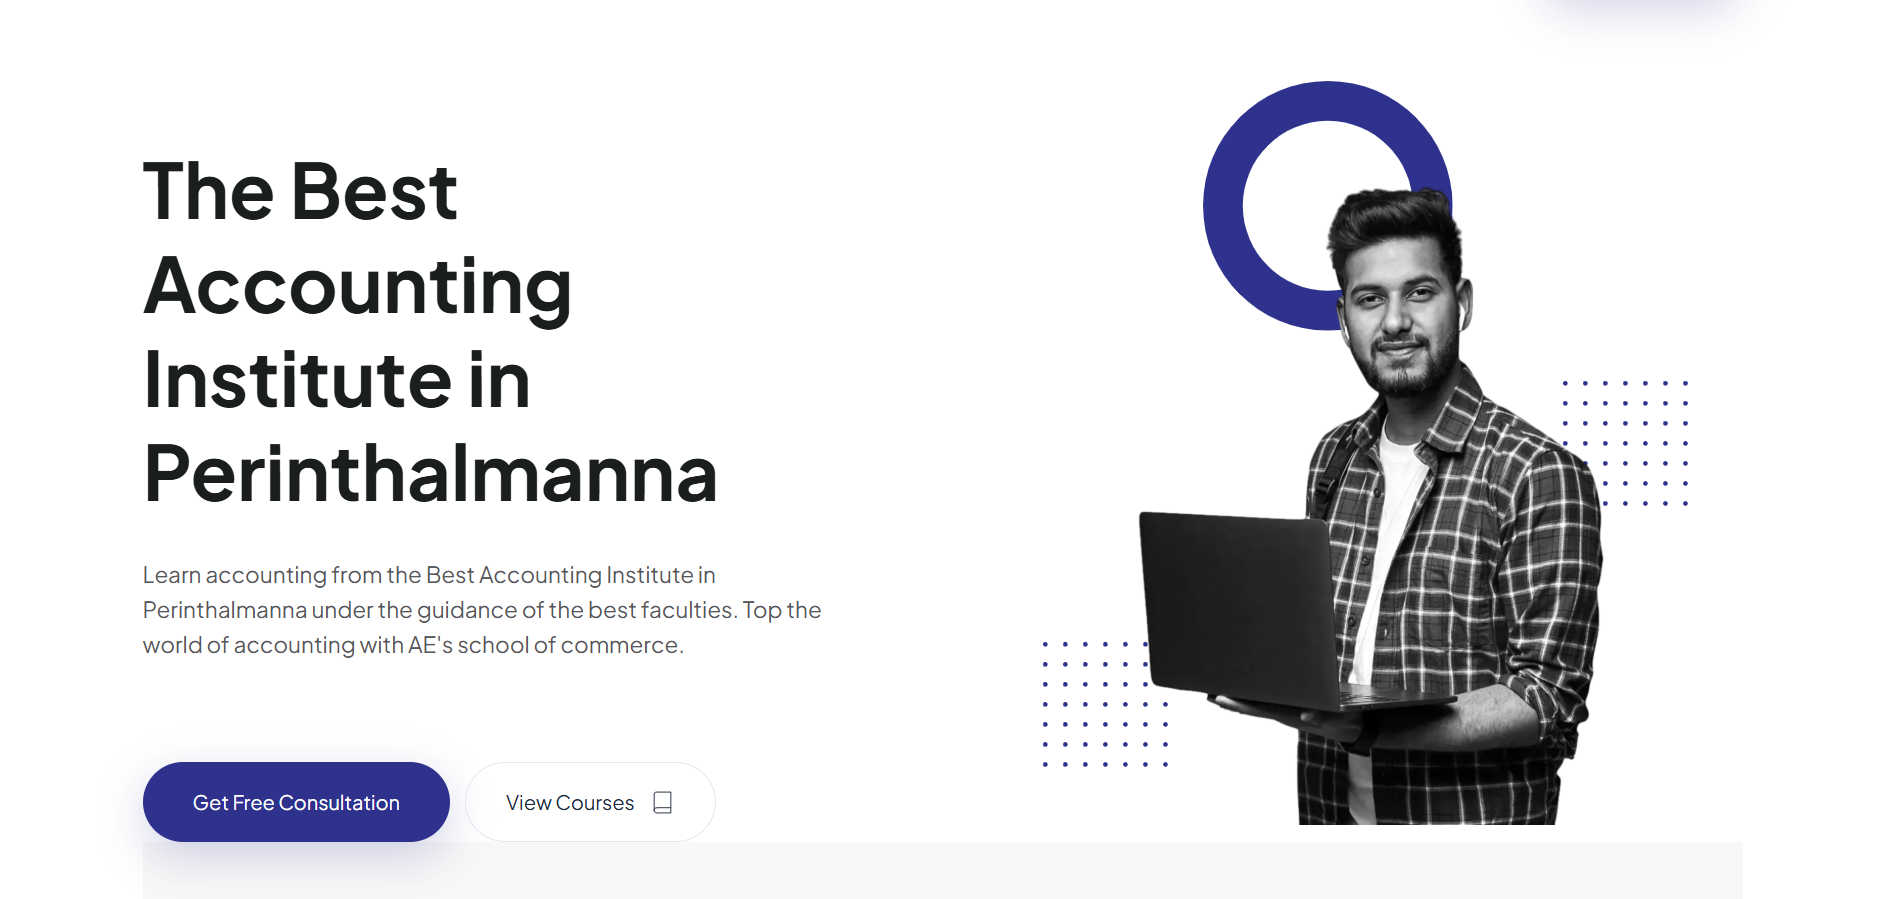 The Best
Accounting
Institute in
Perinthalmanna
Learn accounting from the Best Accounting Institute in
Perinthalmanna under the guidance of the best faculties. Top the
world of accounting with AE's school of commerce.
Get Free Consultation
View Courses